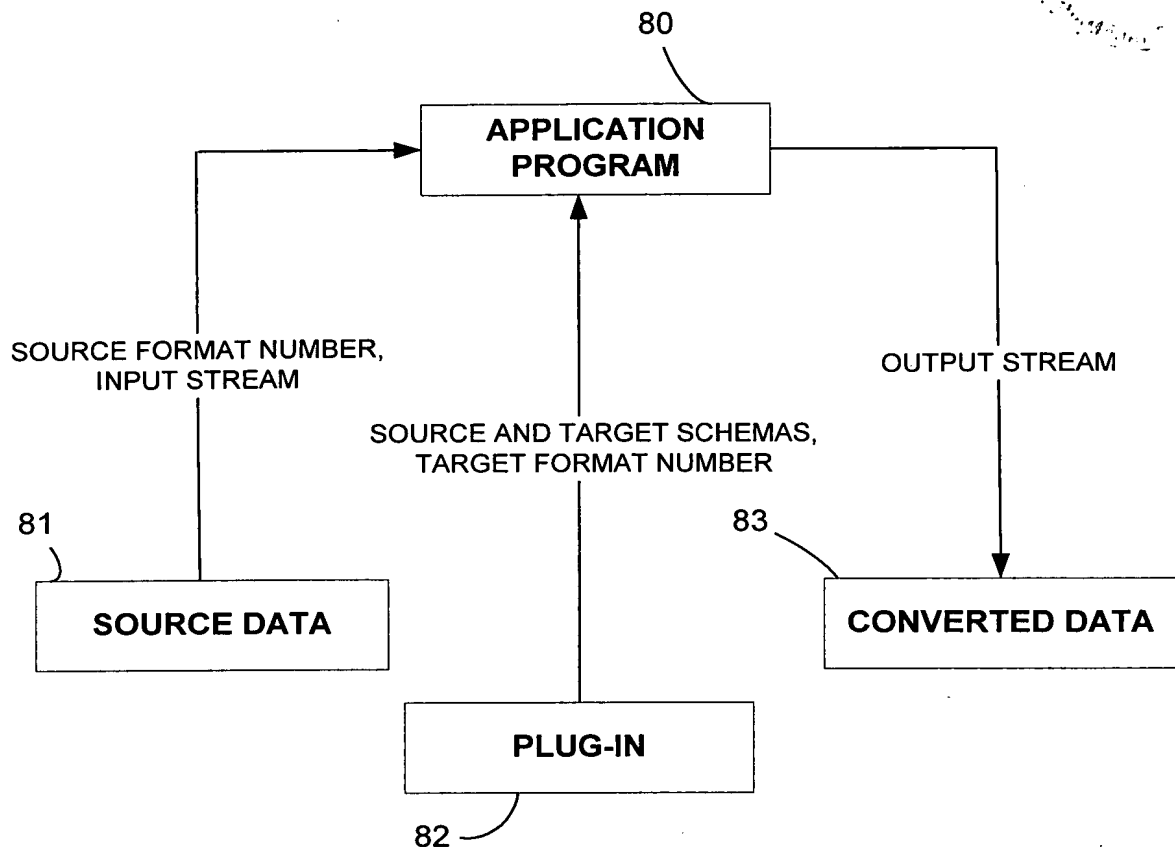 80
APPLICATION
PROGRAM
SOURCE FORMAT NUMBER,
INPUT STREAM
OUTPUT STREAM
SOURCE AND TARGET SCHEMAS,
TARGET FORMAT NUMBER
81
83
SOURCE DATA
CONVERTED DATA
PLUG-IN
82